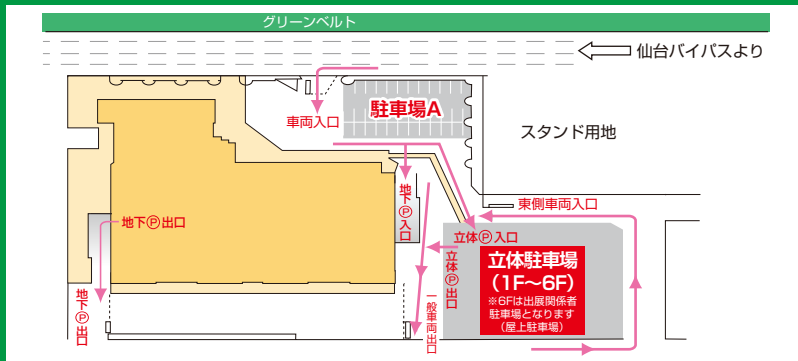 グリーンベルト
仙台バイパスより
駐車場A
車両入口
スタンド用地
地下Ⓟ入口
東側車両入口
地下Ⓟ出口
立体Ⓟ入口
立体Ⓟ出口
立体駐車場
(1F~6F)
※6Fは出展関係者
駐車場となります
(屋上駐車場)
地下Ⓟ出口
一般車両出口